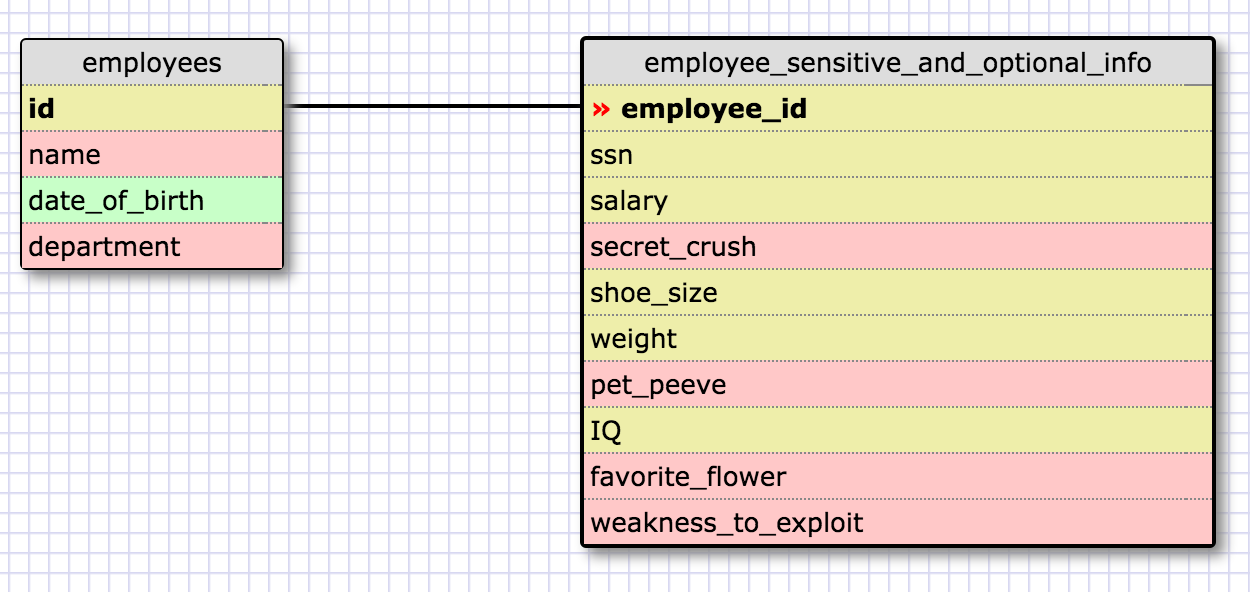 employees
id
name
date_of_birth
department
employee_sensitive_and_optional_info
» employee_id
ssn
salary
secret_crush
shoe_size
weight
pet_peeve
IQ
favorite_flower
weakness_to_exploit